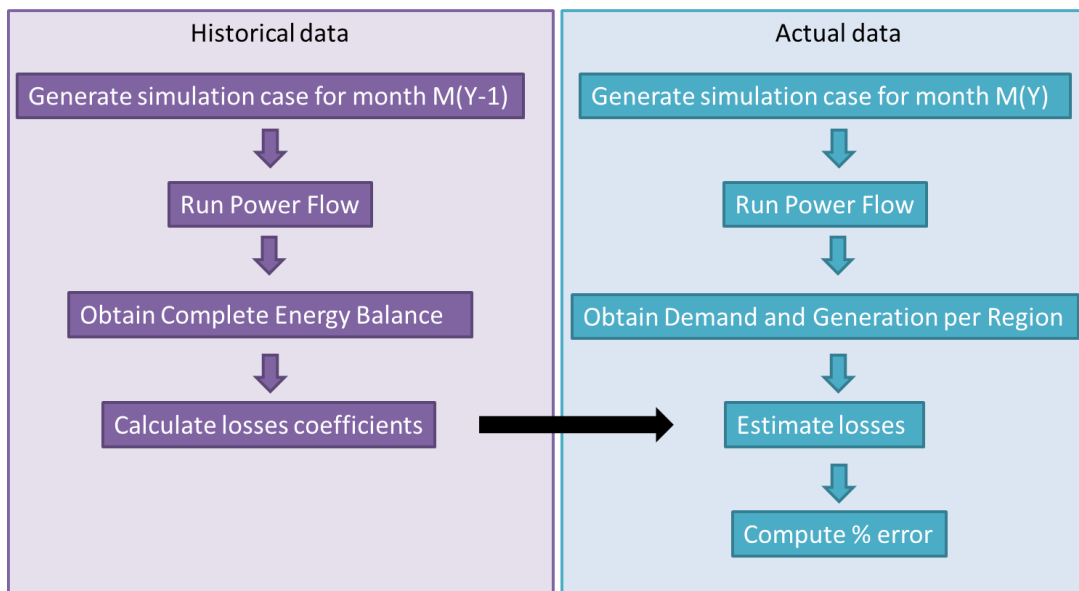 Historical data
Generate simulation case for month M(Y-1)
Run Power Flow
Obtain Complete Energy Balance
Calculate losses coefficients
Actual data
Generate simulation case for month M(Y)
Run Power Flow
Obtain Demand and Generation per Region
Estimate losses
Compute % error